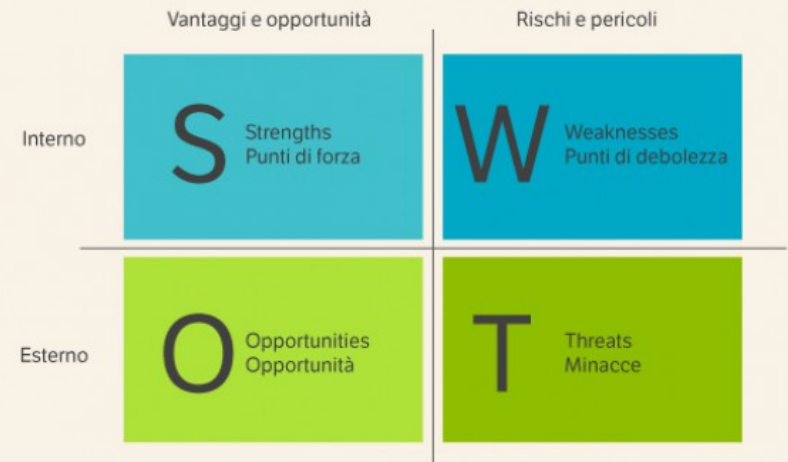 Vantaggi e opportunità
Rischi e pericoli
Interno
S
Strengths
Punti di forza
W
Weaknesses
Punti di debolezza
Esterno
O
Opportunities
Opportunità
T
Threats
Minacce